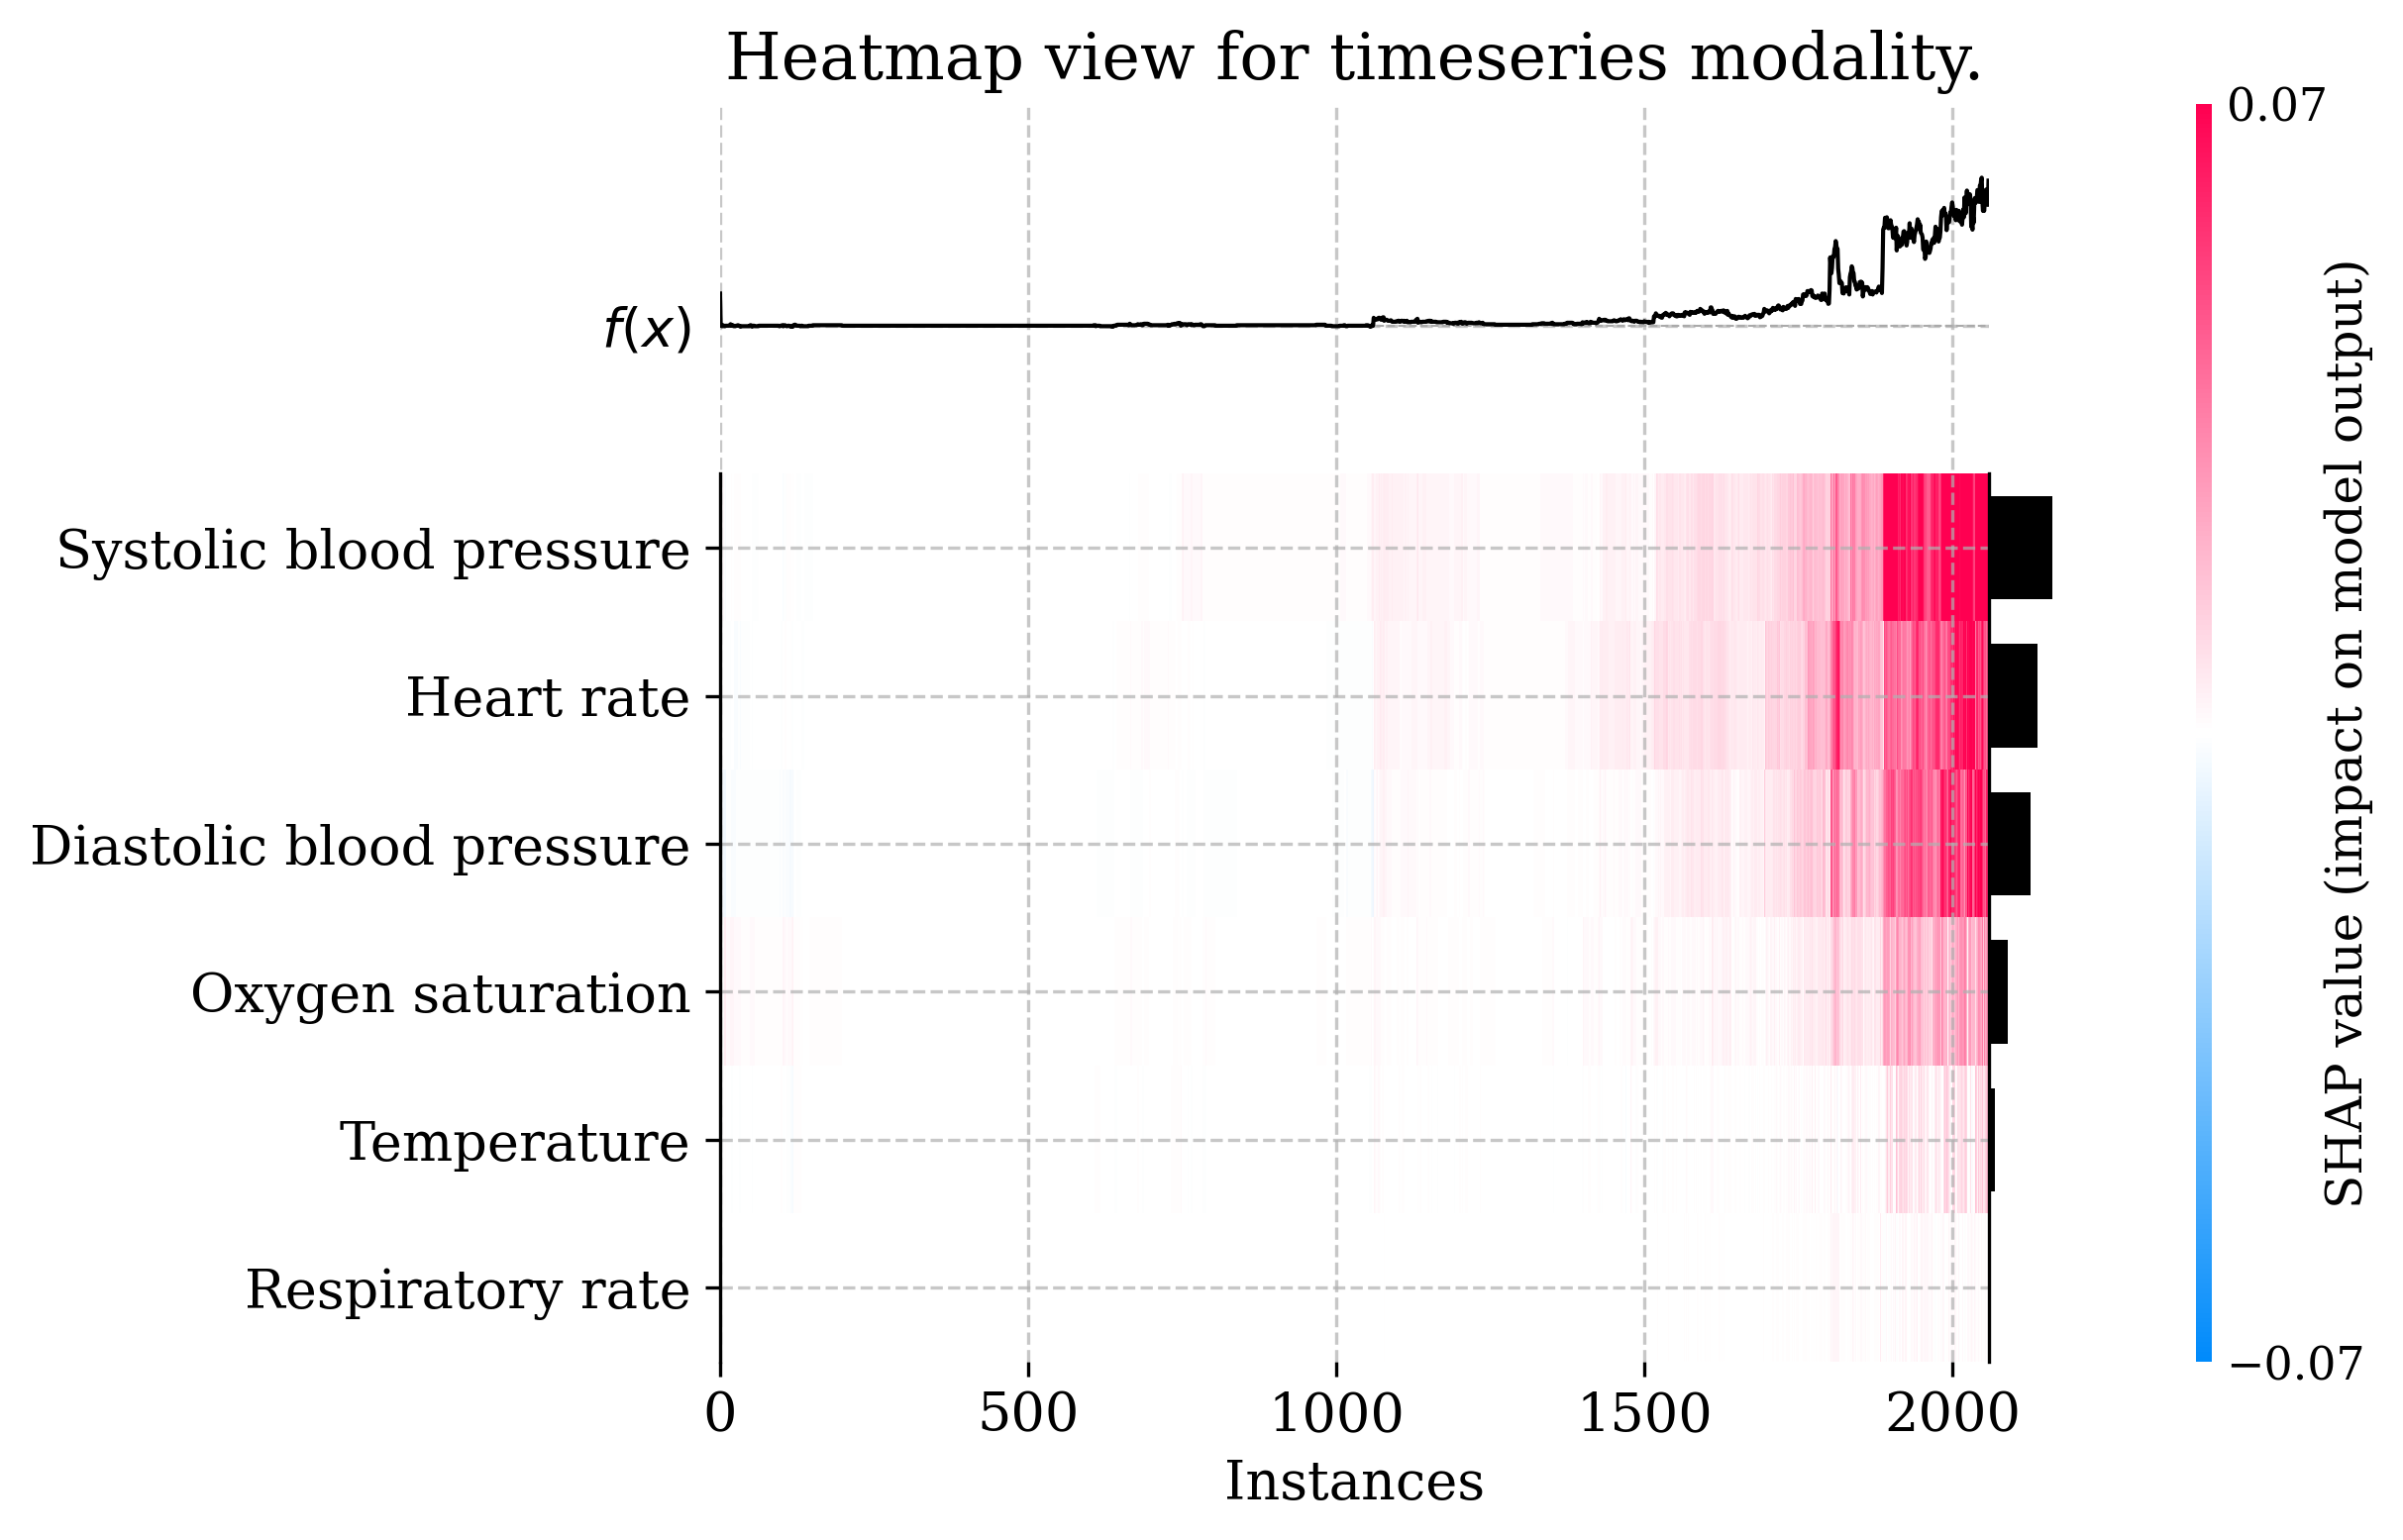 Heatmap view for timeseries modality.
0.07
f(x)
Systolic blood pressure
Heart rate
Diastolic blood pressure
Oxygen saturation
Temperature
Respiratory rate
SHAP value (impact on model output)
−0.07
0 500 1000 1500 2000
Instances